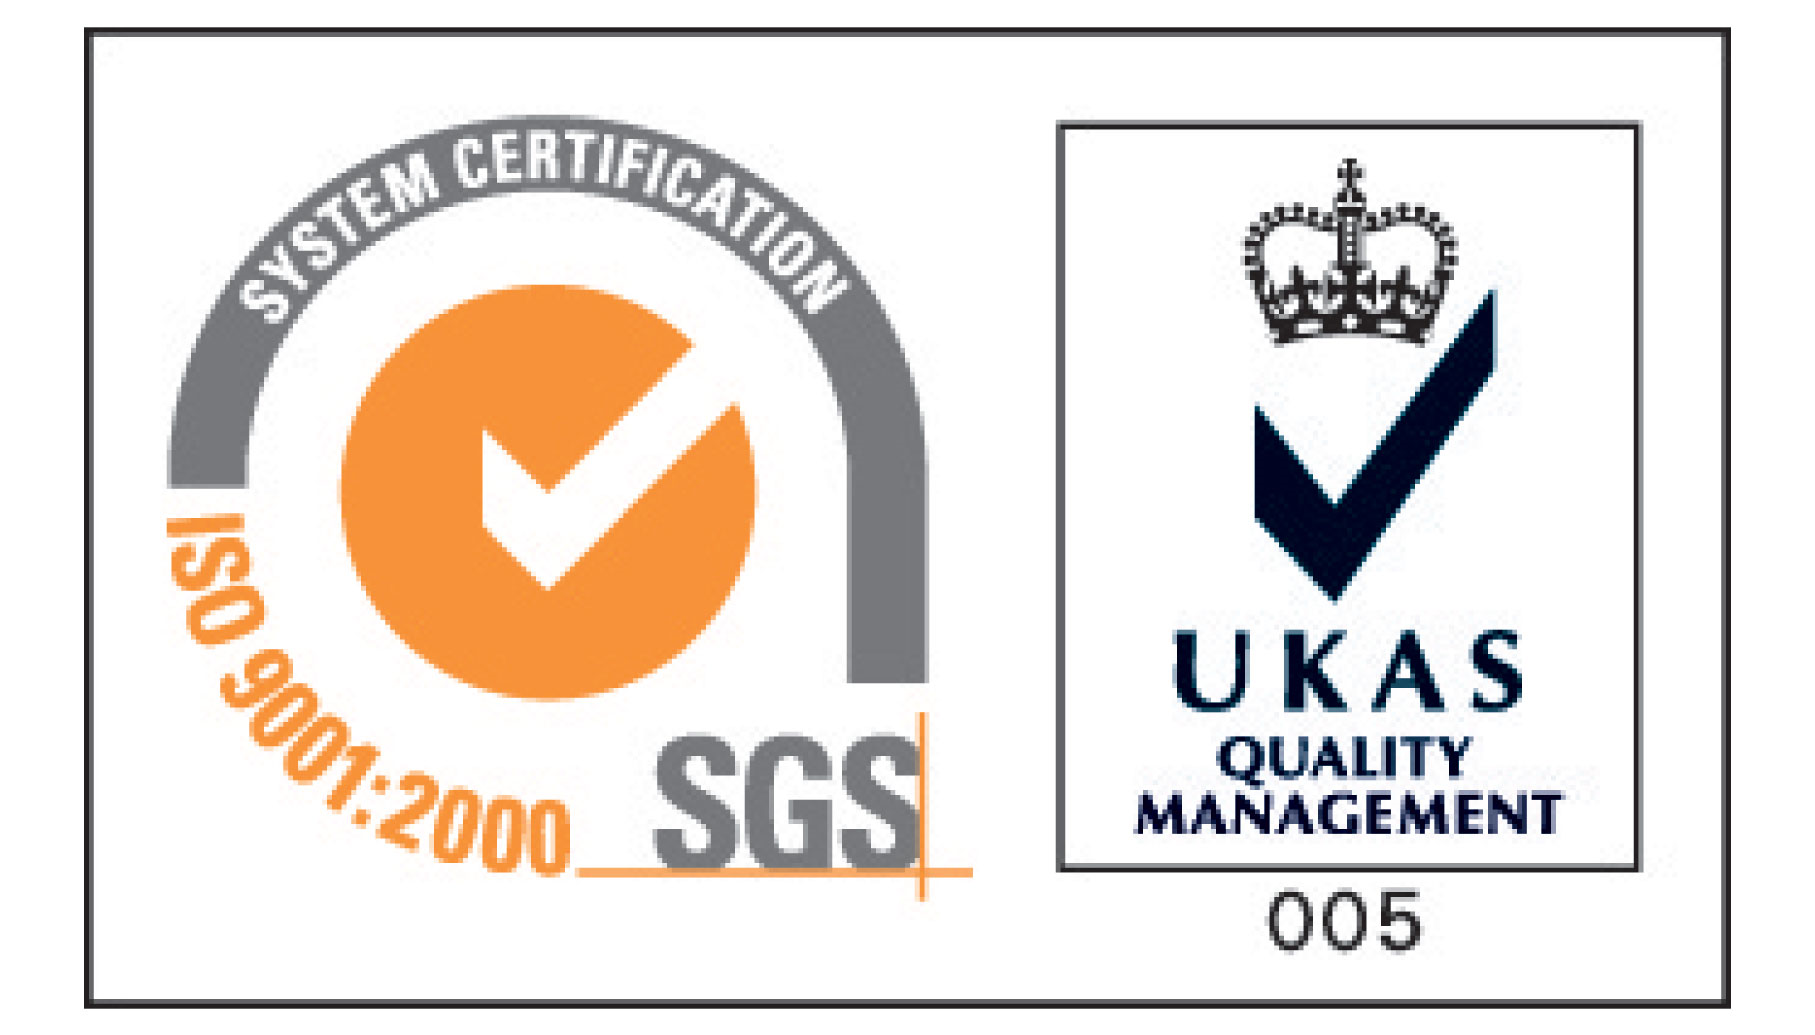 SYSTEM CERTIFICATION
ISO 9001:2000
SGS
UKAS
QUALITY
MANAGEMENT
005